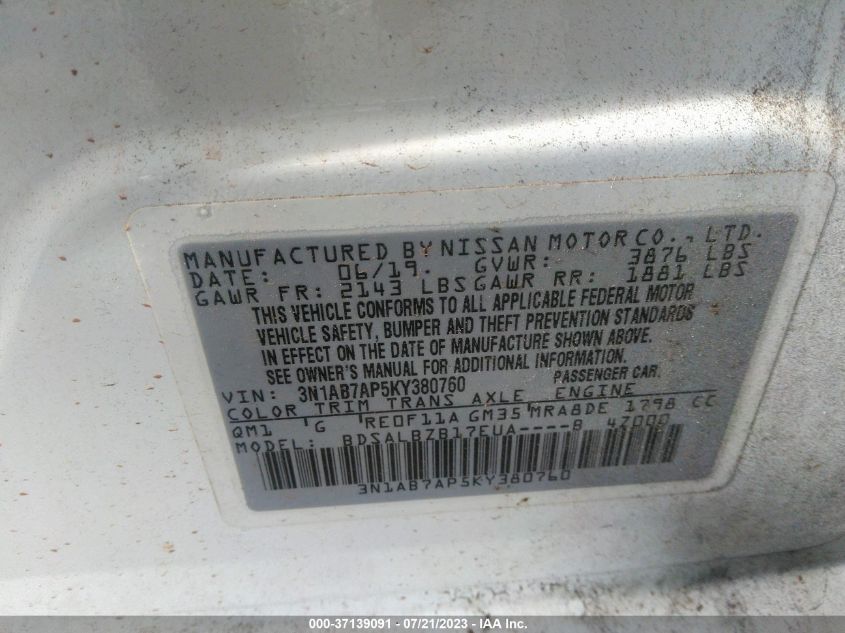 MANUFACTURED BY NISSAN MOTOR CO., LTD.
DATE: 06/19. GVWR: 3876 LBS
GAWR FR: 2143 LBS GAWR RR: 1881 LBS
THIS VEHICLE CONFORMS TO ALL APPLICABLE FEDERAL MOTOR
VEHICLE SAFETY, BUMPER AND THEFT PREVENTION STANDARDS
IN EFFECT ON THE DATE OF MANUFACTURE SHOWN ABOVE.
SEE OWNER'S MANUAL FOR ADDITIONAL INFORMATION.
VIN: 3N1AB7AP5KY380760 PASSENGER CAR.
COLOR TRIM TRANS AXLE ENGINE
QM1 G RE0F11A GM35 MRA8DE 1798 CC
MODEL: BDSALBZB17EUA----B 4Z000
3N1AB7AP5KY380760
000-37139091 - 07/21/2023 - IAA Inc.